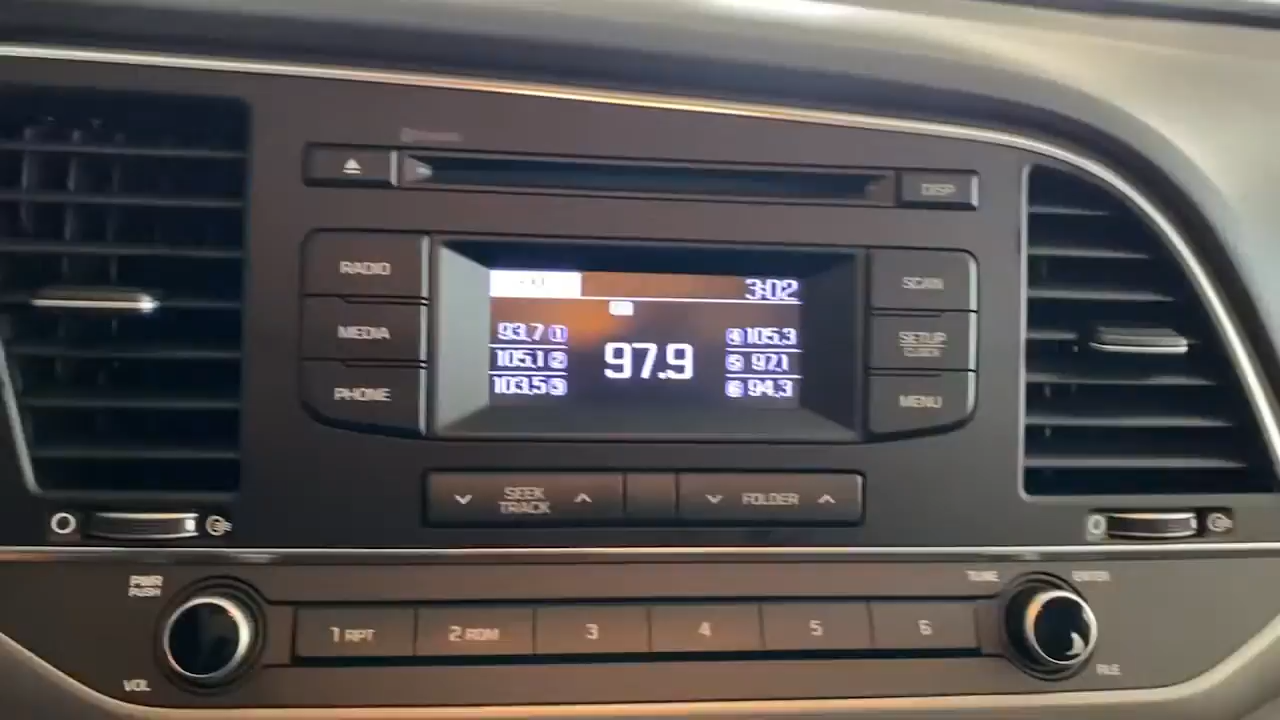 DISP
RADIO
MEDIA
PHONE
3:02
93.7 1
105.1 2
103.5 3
97.9
4 105.3
5 97.1
6 94.3
SCAN
SETUP
CLOCK
MENU
SEEK
TRACK
FOLDER
PWR
PUSH
VOL
1 RPT
2 RDM
3
4
5
6
TUNE
ENTER
FILE